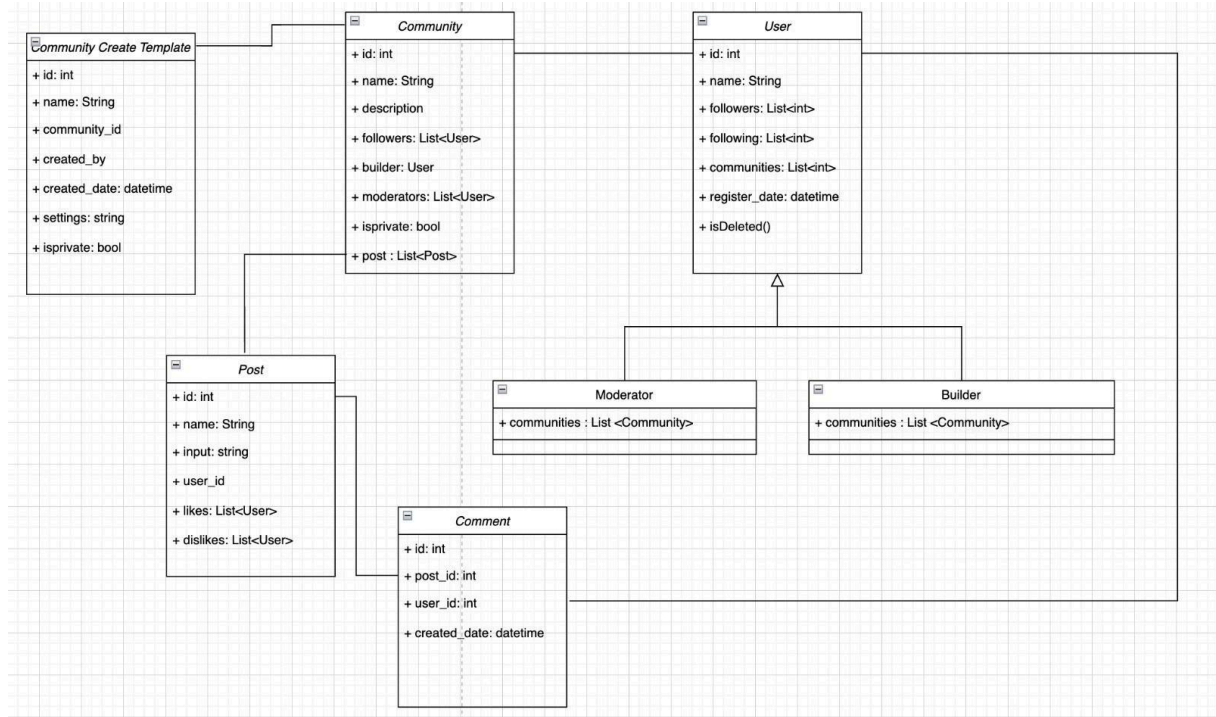 Community Create Template
+ id: int
+ name: String
+ community_id
+ created_by
+ created_date: datetime
+ settings: string
+ isprivate: bool
Community
+ id: int
+ name: String
+ description
+ followers: List<User>
+ builder: User
+ moderators: List<User>
+ isprivate: bool
+ post : List<Post>
User
+ id: int
+ name: String
+ followers: List<int>
+ following: List<int>
+ communities: List<int>
+ register_date: datetime
+ isDeleted()
Post
+ id: int
+ name: String
+ input: string
+ user_id
+ likes: List<User>
+ dislikes: List<User>
Moderator
+ communities : List <Community>
Builder
+ communities : List <Community>
Comment
+ id: int
+ post_id: int
+ user_id: int
+ created_date: datetime